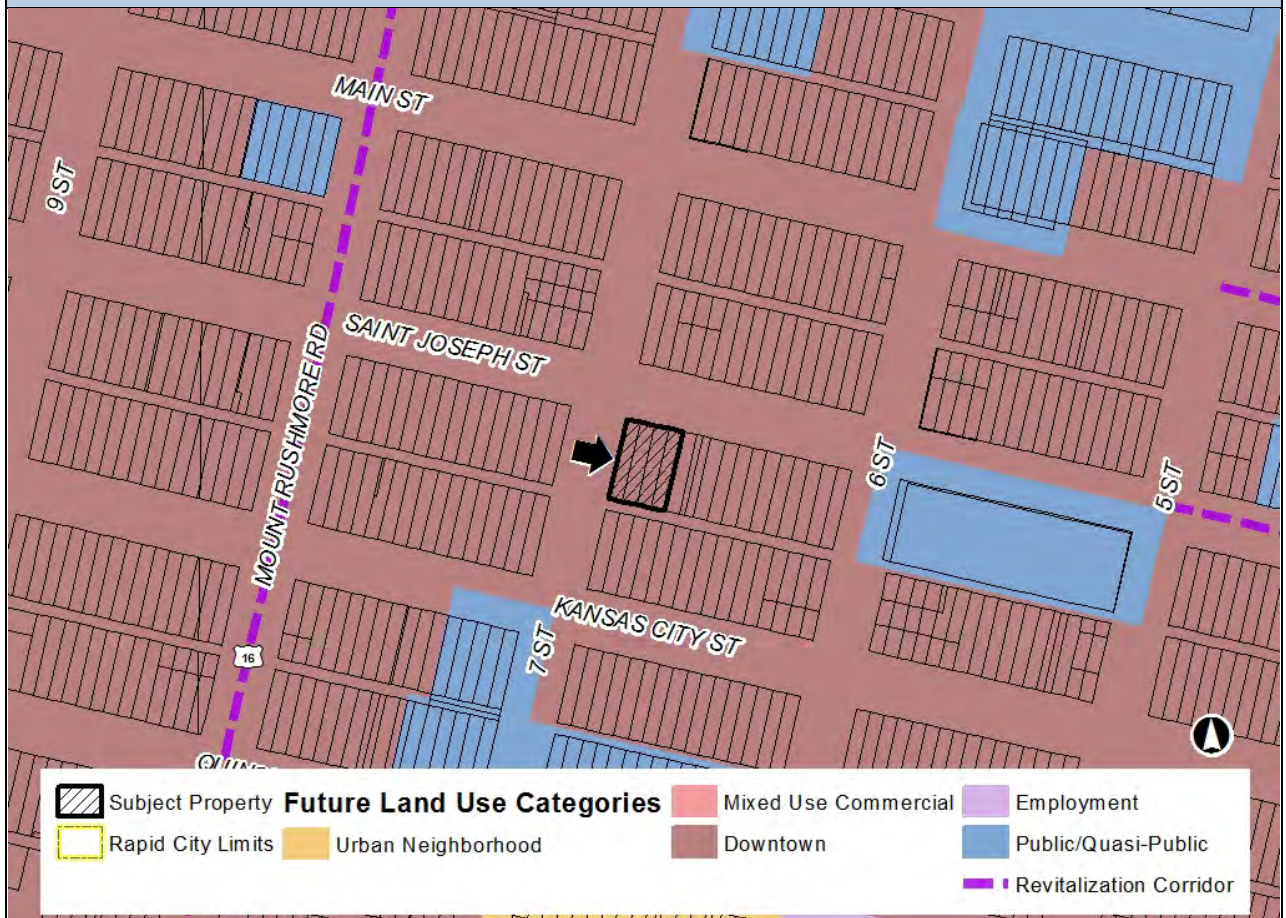 MAIN ST
9 ST
SAINT JOSEPH ST
MOUNT RUSHMORE RD
6 ST
5 ST
KANSAS CITY ST
7 ST
16
Subject Property
Future Land Use Categories
Mixed Use Commercial
Employment
Rapid City Limits
Urban Neighborhood
Downtown
Public/Quasi-Public
Revitalization Corridor